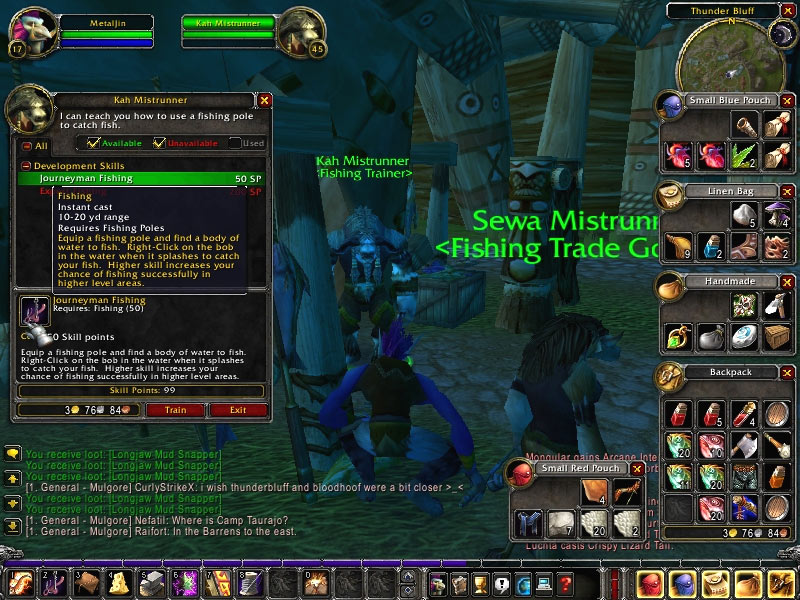 MetalJin
17
Kah Mistrunner
45
Thunder Bluff
N
Kah Mistrunner
I can teach you how to use a fishing pole
to catch fish.
All
Available
Unavailable
Used
Development Skills
Journeyman Fishing
50 SP
SP
Fishing
Instant cast
10-20 yd range
Requires Fishing Poles
Equip a fishing pole and find a body of
water to fish. Right-Click on the bob
in the water when it splashes to catch
your fish. Higher skill increases your
chance of fishing successfully in
higher level areas.
Journeyman Fishing
Requires: Fishing (50)
Skill points
Equip a fishing pole and find a body of water to fish.
Right-Click on the bob in the water when it splashes
to catch your fish. Higher skill increases your
chance of fishing successfully in higher level areas.
Skill Points: 99
3 76 84
Train
Exit
Kah Mistrunner
<Fishing Trainer>
Sewa Mistrunn
<Fishing Trade Go
Small Blue Pouch
5
2
Linen Bag
5
4
9
2
2
Handmade
Backpack
5
4
20
10
20
20
3 76 84
Small Red Pouch
4
7
20
2
Mongular gains Arcane Inte
casts Crispy Lizard Tail.
You receive loot: [Longjaw Mud Snapper]
You receive loot: [Longjaw Mud Snapper]
You receive loot: [Longjaw Mud Snapper]
[1. General - Mulgore] CurlyStrikeX: i wish thunderbluff and bloodhoof were a bit closer >_<
You receive loot: [Longjaw Mud Snapper]
You receive loot: [Longjaw Mud Snapper]
[1. General - Mulgore] Nefatil: Where is Camp Taurajo?
[1. General - Mulgore] Raifort: In the Barrens to the east.
1
2
3
4
5
6
7
8